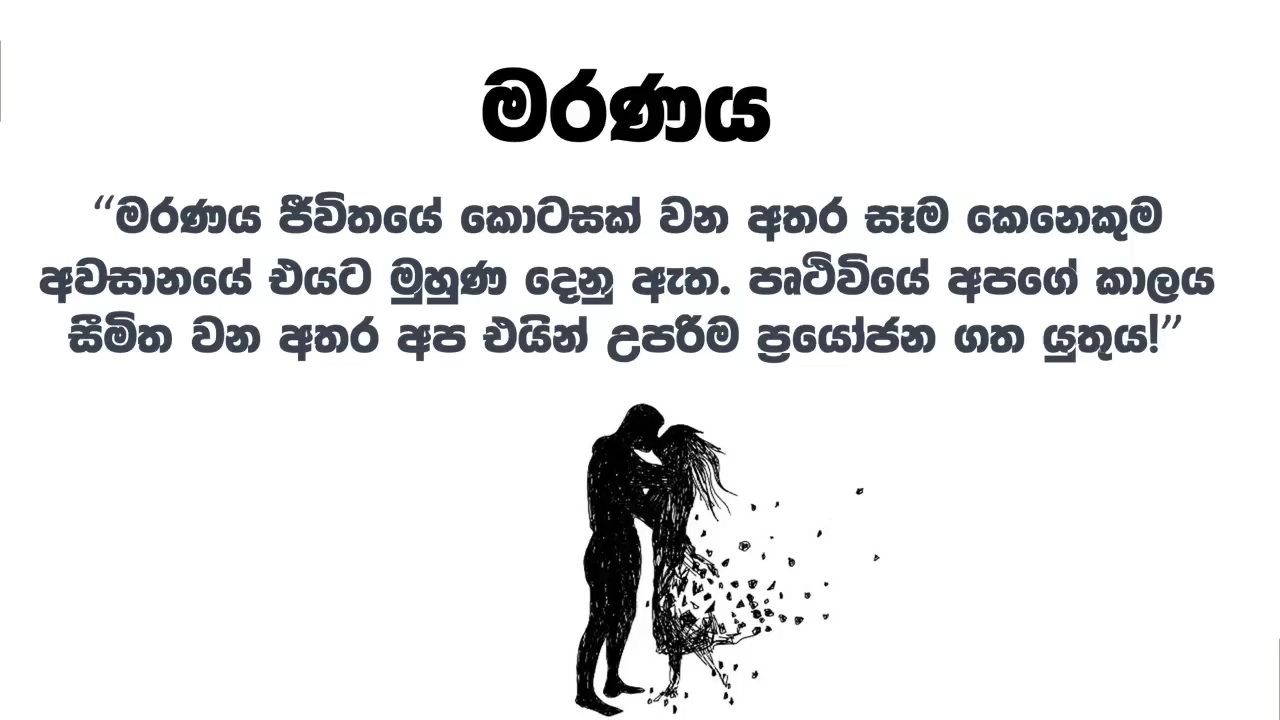 මරණය
“මරණය ජීවිතයේ කොටසක් වන අතර සෑම කෙනෙකුම
අවසානයේ එයට මුහුණ දෙනු ඇත. පෘථිවියේ අපගේ කාලය
සීමිත වන අතර අප එයින් උපරිම ප්‍රයෝජන ගත යුතුය!”